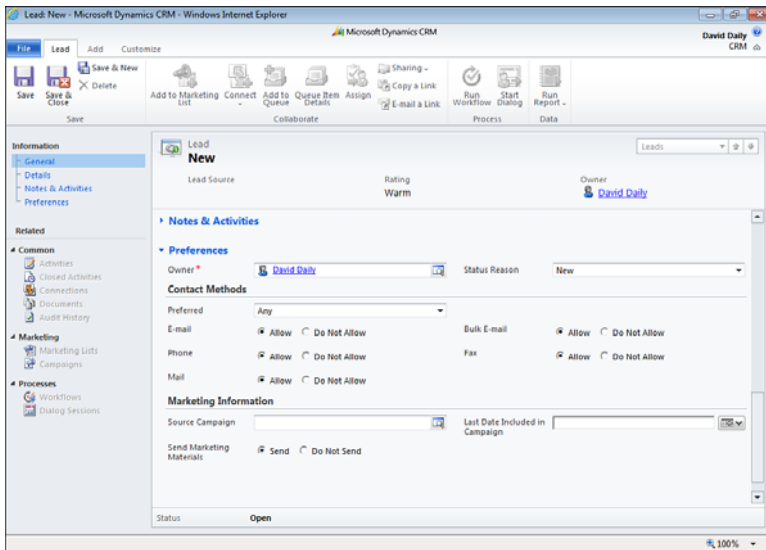 Lead: New - Microsoft Dynamics CRM - Windows Internet Explorer
Microsoft Dynamics CRM
David Daily
CRM
File Lead Add Customize
Save
Save & Close
Save & New
Delete
Save
Add to Marketing List
Connect
Add to Queue
Queue Item Details
Assign
Sharing
Copy a Link
E-mail a Link
Collaborate
Run Workflow
Start Dialog
Process
Run Report
Data
Information
General
Details
Notes & Activities
Preferences
Related
Common
Activities
Closed Activities
Connections
Documents
Audit History
Marketing
Marketing Lists
Campaigns
Processes
Workflows
Dialog Sessions
Lead
New
Leads
Lead Source Rating Owner
Warm David Daily
Notes & Activities
Preferences
Owner* David Daily Status Reason New
Contact Methods
Preferred Any
E-mail Allow Do Not Allow Bulk E-mail Allow Do Not Allow
Phone Allow Do Not Allow Fax Allow Do Not Allow
Mail Allow Do Not Allow
Marketing Information
Source Campaign Last Date Included in Campaign
Send Marketing Materials Send Do Not Send
Status Open
100%